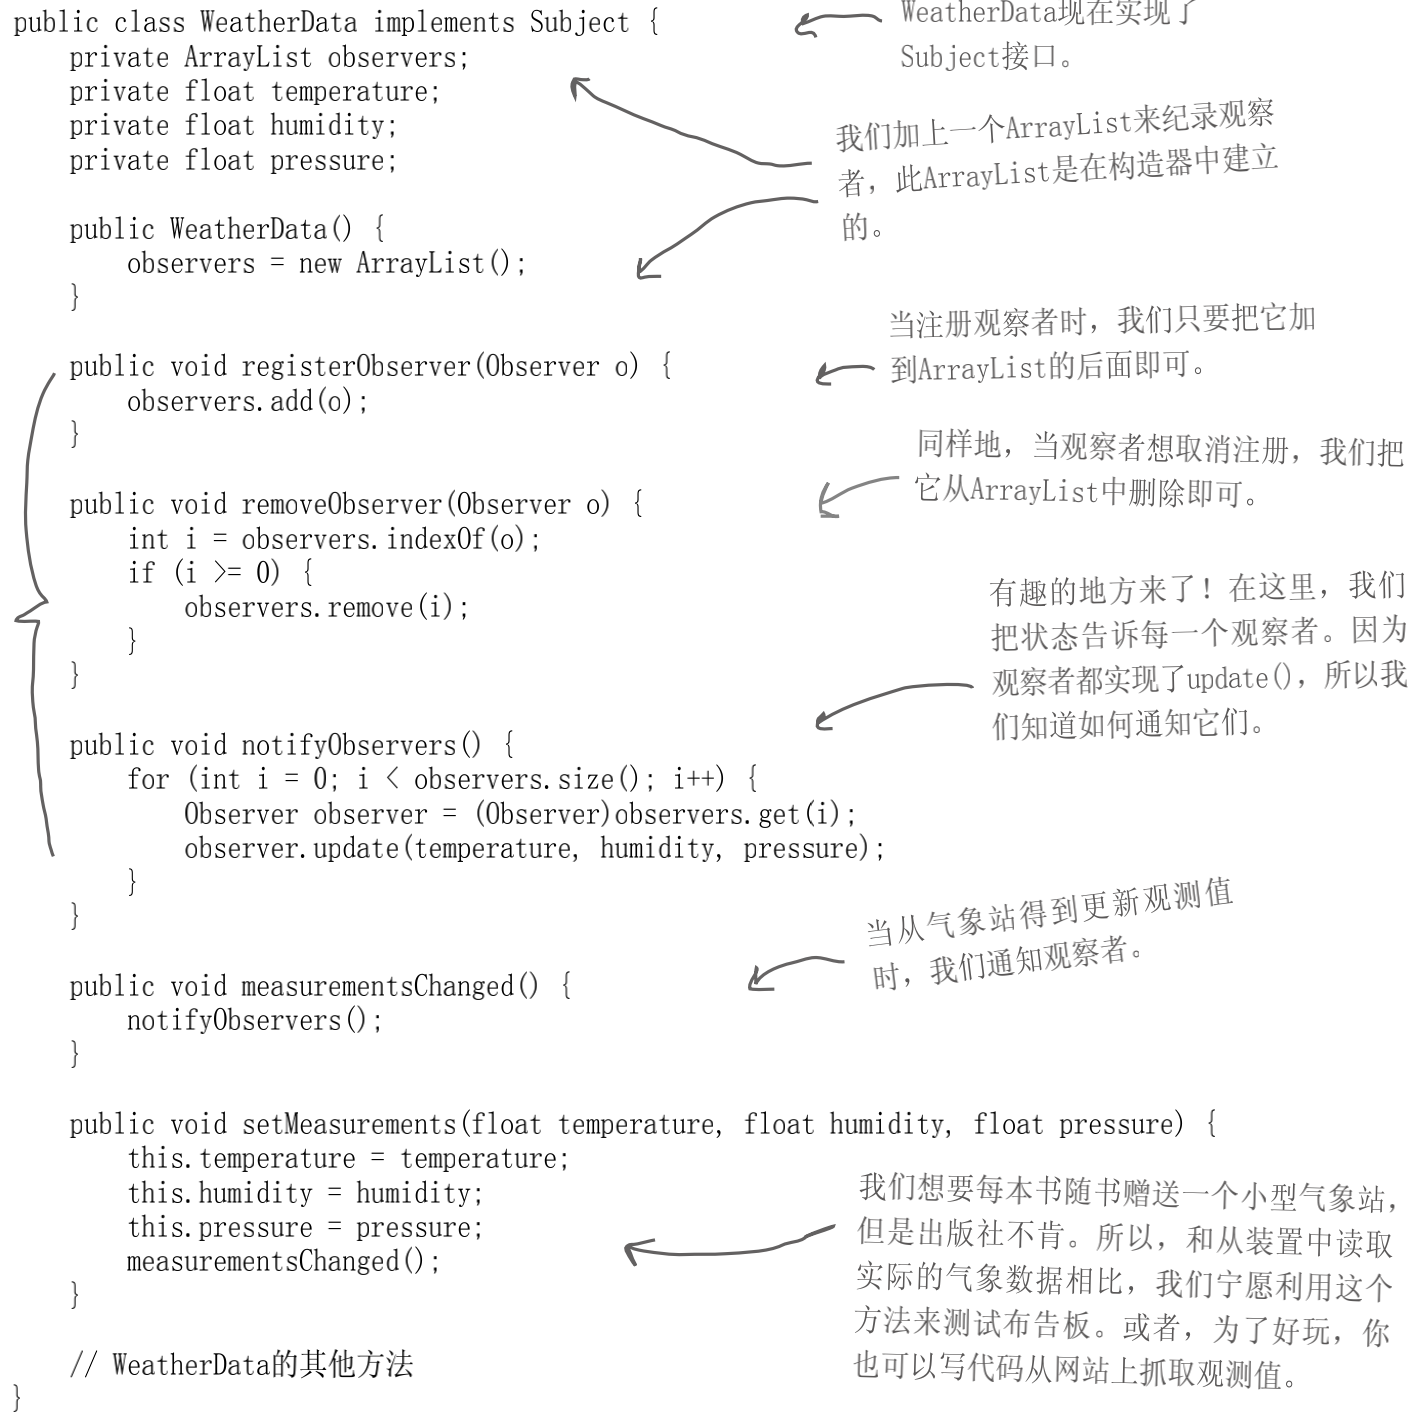 public class WeatherData implements Subject {
    private ArrayList observers;
    private float temperature;
    private float humidity;
    private float pressure;
    public WeatherData() {
        observers = new ArrayList();
    }
    public void registerObserver(Observer o) {
        observers.add(o);
    }
    public void removeObserver(Observer o) {
        int i = observers.indexOf(o);
        if (i >= 0) {
            observers.remove(i);
        }
    }
    public void notifyObservers() {
        for (int i = 0; i < observers.size(); i++) {
            Observer observer = (Observer)observers.get(i);
            observer.update(temperature, humidity, pressure);
        }
    }
    public void measurementsChanged() {
        notifyObservers();
    }
    public void setMeasurements(float temperature, float humidity, float pressure) {
        this.temperature = temperature;
        this.humidity = humidity;
        this.pressure = pressure;
        measurementsChanged();
    }
    // WeatherData的其他方法
}
WeatherData现在实现了
Subject接口。
我们加上一个ArrayList来纪录观察
者，此ArrayList是在构造器中建立
的。
当注册观察者时，我们只要把它加
到ArrayList的后面即可。
同样地，当观察者想取消注册，我们把
它从ArrayList中删除即可。
有趣的地方来了！在这里，我们
把状态告诉每一个观察者。因为
观察者都实现了update()，所以我
们知道如何通知它们。
当从气象站得到更新观测值
时，我们通知观察者。
我们想要每本书随书赠送一个小型气象站，
但是出版社不肯。所以，和从装置中读取
实际的气象数据相比，我们宁愿利用这个
方法来测试布告板。或者，为了好玩，你
也可以写代码从网站上抓取观测值。